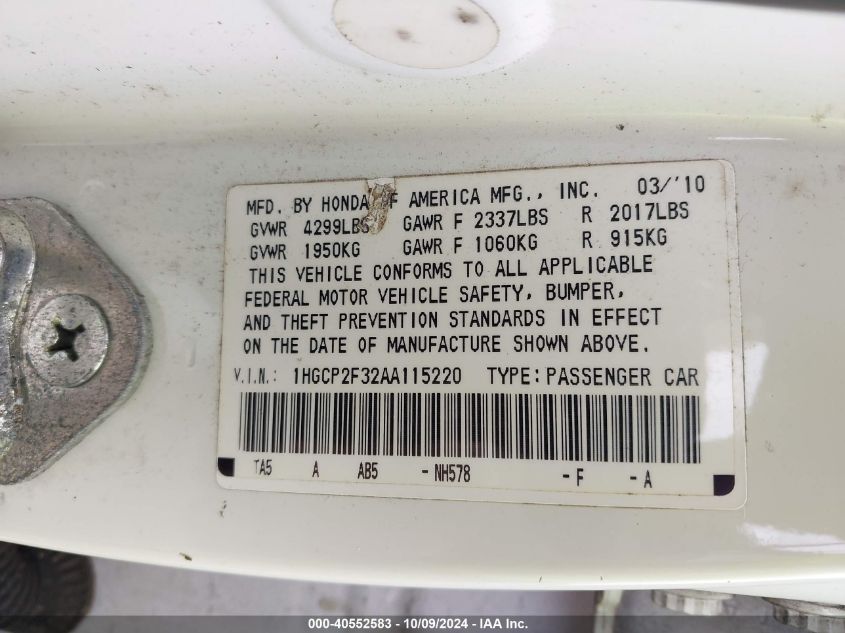 MFD. BY HONDA OF AMERICA MFG., INC. 03/'10
GVWR 4299LBS GAWR F 2337LBS R 2017LBS
GVWR 1950KG GAWR F 1060KG R 915KG
THIS VEHICLE CONFORMS TO ALL APPLICABLE
FEDERAL MOTOR VEHICLE SAFETY, BUMPER,
AND THEFT PREVENTION STANDARDS IN EFFECT
ON THE DATE OF MANUFACTURE SHOWN ABOVE.
V.I.N.: 1HGCP2F32AA115220 TYPE: PASSENGER CAR
TA5 A AB5 - NH578 - F - A
000-40552583 - 10/09/2024 - IAA Inc.